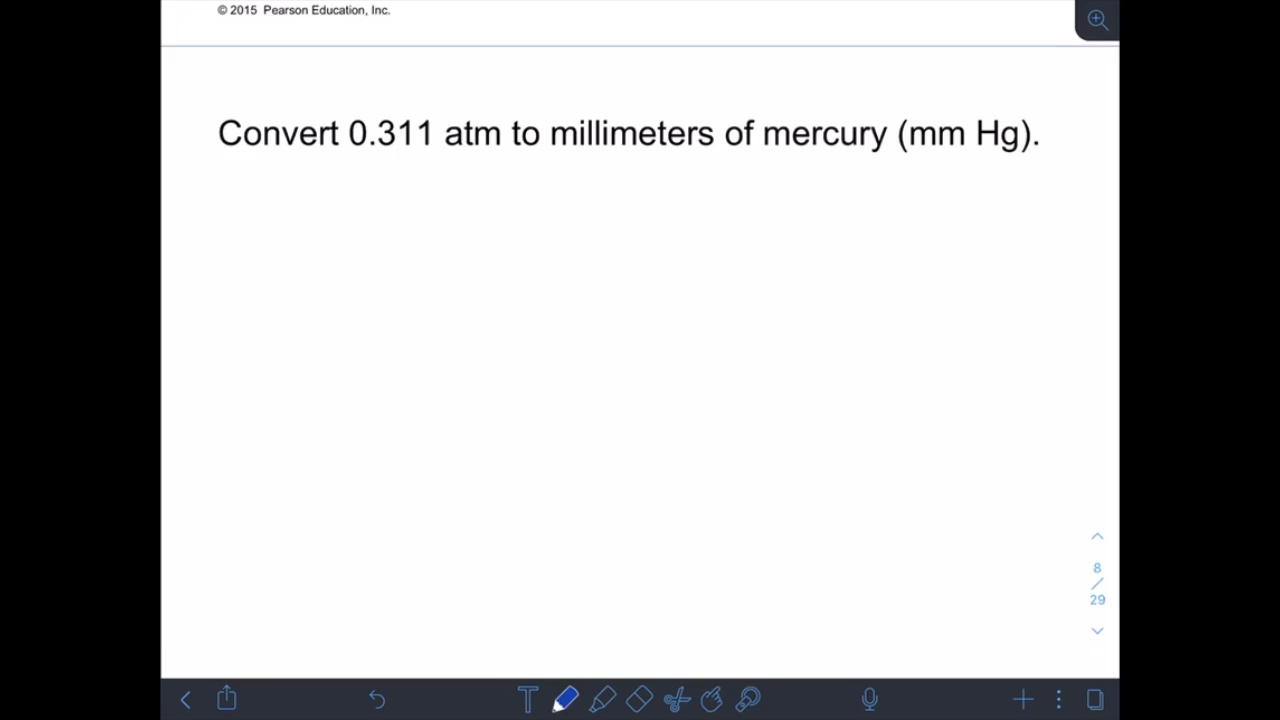 © 2015 Pearson Education, Inc.
Convert 0.311 atm to millimeters of mercury (mm Hg).
8
/
29
T